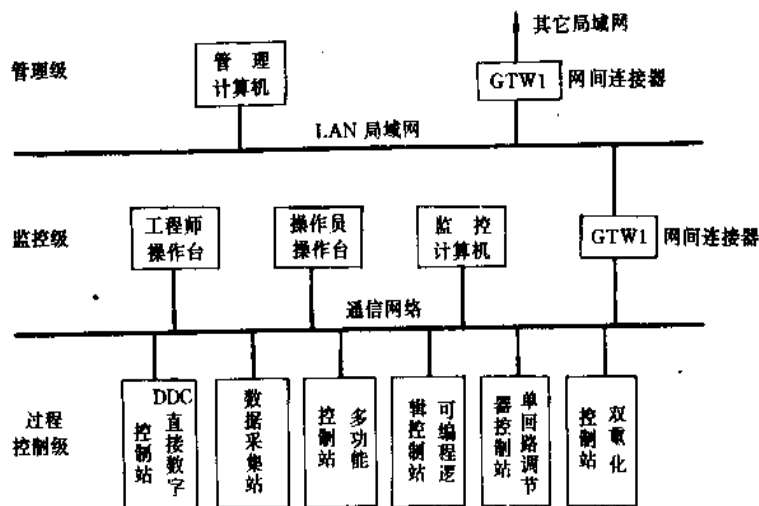 其它局域网
管理级
管 理
计算机
GTW1
网间连接器
LAN 局域网
监控级
工程师
操作台
操作员
操作台
监 控
计算机
GTW1
网间连接器
通信网络
过程
控制级
DDC
直接数字
控制站
数据采集站
多功能
控制站
可编程逻
辑控制站
单回路调节
器控制站
双重化
控制站